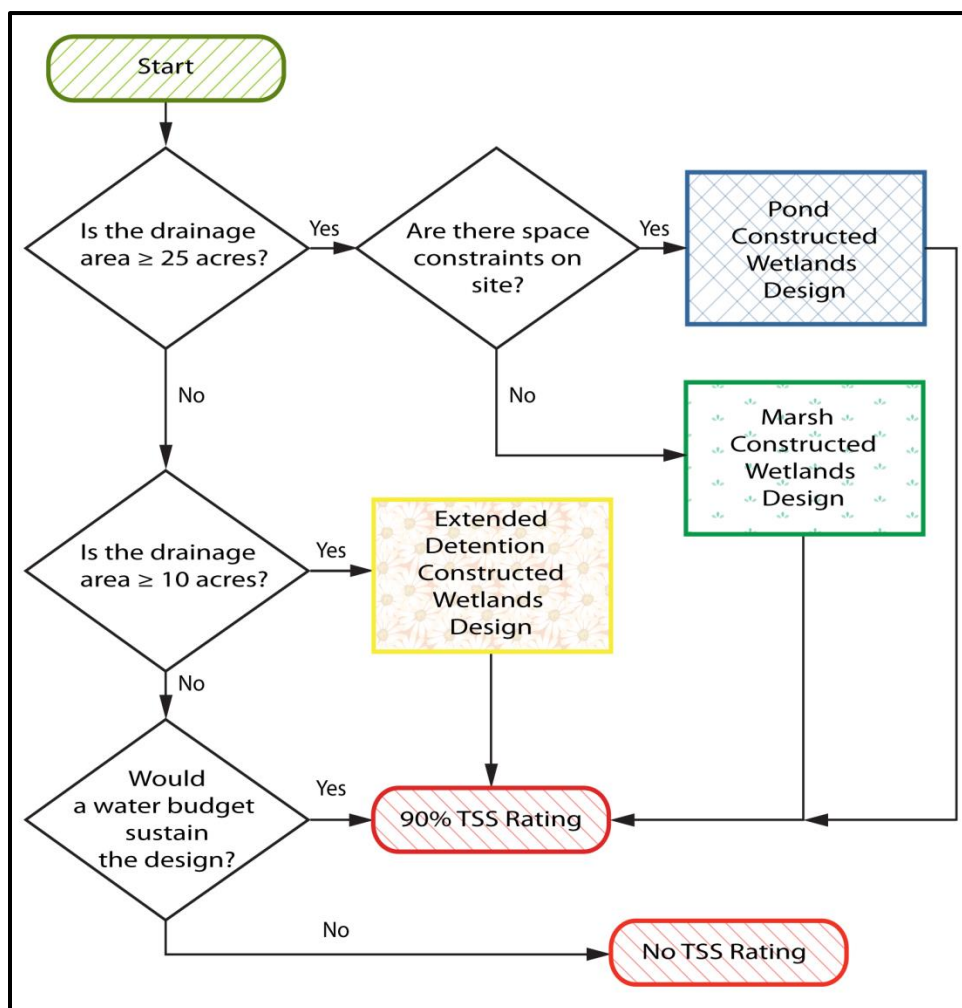 Start
Is the drainage
area ≥ 25 acres?
Yes
Are there space
constraints on
site?
Yes
Pond
Constructed
Wetlands
Design
No
No
Marsh
Constructed
Wetlands
Design
Is the drainage
area ≥ 10 acres?
Yes
Extended
Detention
Constructed
Wetlands
Design
No
Would
a water budget
sustain
the design?
Yes
90% TSS Rating
No
No TSS Rating